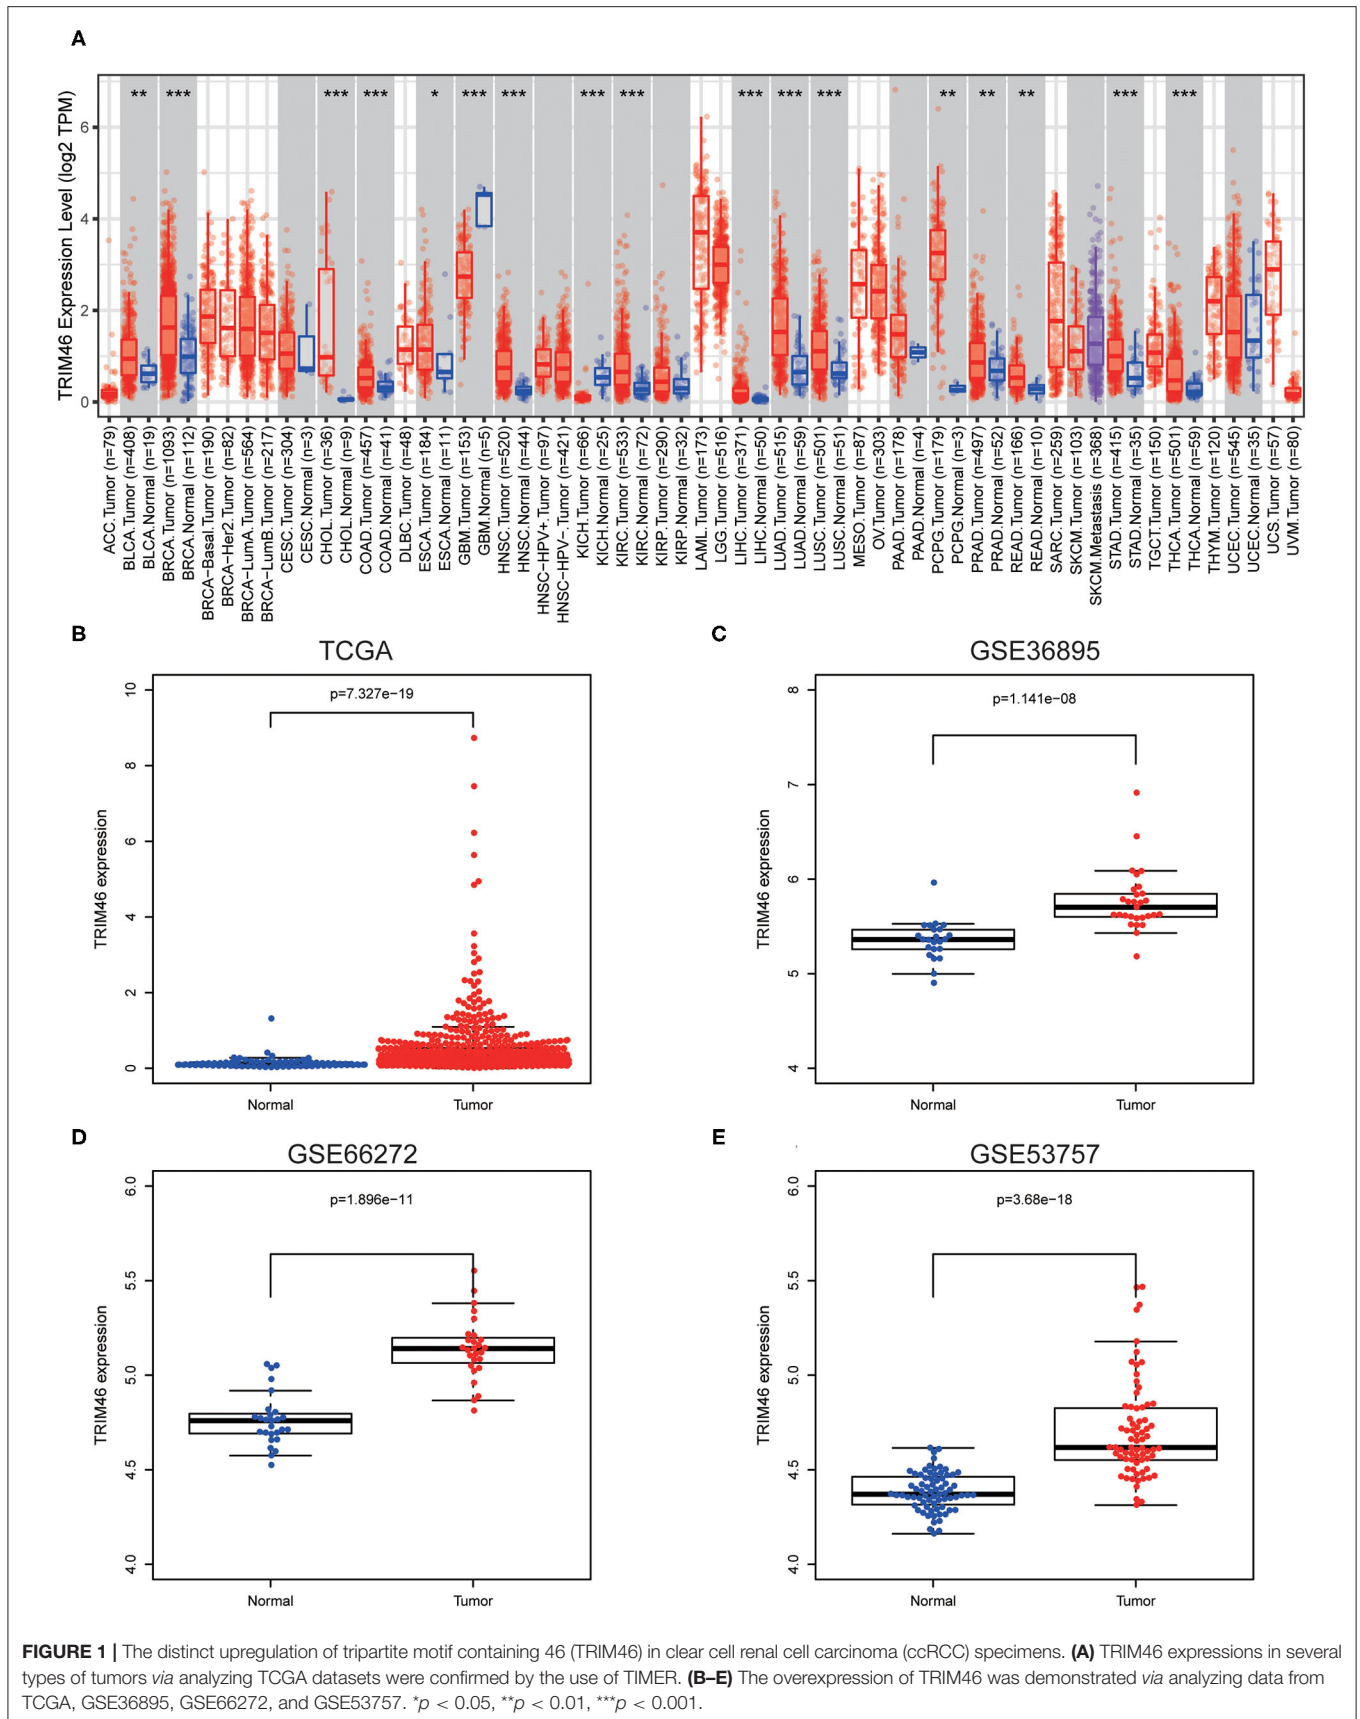 A
** *** *** *** * *** *** *** *** *** *** *** ** ** ** *** ***
TRIM46 Expression Level (log2 TPM)
6
4
2
0
ACC.Tumor (n=79)
BLCA.Tumor (n=408)
BLCA.Normal (n=19)
BRCA.Tumor (n=1093)
BRCA.Normal (n=112)
BRCA−Basal.Tumor (n=190)
BRCA−Her2.Tumor (n=82)
BRCA−LumA.Tumor (n=564)
BRCA−LumB.Tumor (n=217)
CESC.Tumor (n=304)
CESC.Normal (n=3)
CHOL.Tumor (n=36)
CHOL.Normal (n=9)
COAD.Tumor (n=457)
COAD.Normal (n=41)
DLBC.Tumor (n=48)
ESCA.Tumor (n=184)
ESCA.Normal (n=11)
GBM.Tumor (n=153)
GBM.Normal (n=5)
HNSC.Tumor (n=520)
HNSC.Normal (n=44)
HNSC−HPV+.Tumor (n=97)
HNSC−HPV−.Tumor (n=421)
KICH.Tumor (n=66)
KICH.Normal (n=25)
KIRC.Tumor (n=533)
KIRC.Normal (n=72)
KIRP.Tumor (n=290)
KIRP.Normal (n=32)
LAML.Tumor (n=173)
LGG.Tumor (n=516)
LIHC.Tumor (n=371)
LIHC.Normal (n=50)
LUAD.Tumor (n=515)
LUAD.Normal (n=59)
LUSC.Tumor (n=501)
LUSC.Normal (n=51)
MESO.Tumor (n=87)
OV.Tumor (n=303)
PAAD.Tumor (n=178)
PAAD.Normal (n=4)
PCPG.Tumor (n=179)
PCPG.Normal (n=3)
PRAD.Tumor (n=497)
PRAD.Normal (n=52)
READ.Tumor (n=166)
READ.Normal (n=10)
SARC.Tumor (n=259)
SKCM.Tumor (n=103)
SKCM.Metastasis (n=368)
STAD.Tumor (n=415)
STAD.Normal (n=35)
TGCT.Tumor (n=150)
THCA.Tumor (n=501)
THCA.Normal (n=59)
THYM.Tumor (n=120)
UCEC.Tumor (n=545)
UCEC.Normal (n=35)
UCS.Tumor (n=57)
UVM.Tumor (n=80)
B
TCGA
p=7.327e−19
TRIM46 expression
10
8
6
4
2
0
Normal Tumor
C
GSE36895
p=1.141e−08
TRIM46 expression
8
7
6
5
4
Normal Tumor
D
GSE66272
p=1.896e−11
TRIM46 expression
6.0
5.5
5.0
4.5
4.0
Normal Tumor
E
GSE53757
p=3.68e−18
TRIM46 expression
6.0
5.5
5.0
4.5
4.0
Normal Tumor
FIGURE 1 | The distinct upregulation of tripartite motif containing 46 (TRIM46) in clear cell renal cell carcinoma (ccRCC) specimens. (A) TRIM46 expressions in several
types of tumors via analyzing TCGA datasets were confirmed by the use of TIMER. (B–E) The overexpression of TRIM46 was demonstrated via analyzing data from
TCGA, GSE36895, GSE66272, and GSE53757. *p < 0.05, **p < 0.01, ***p < 0.001.